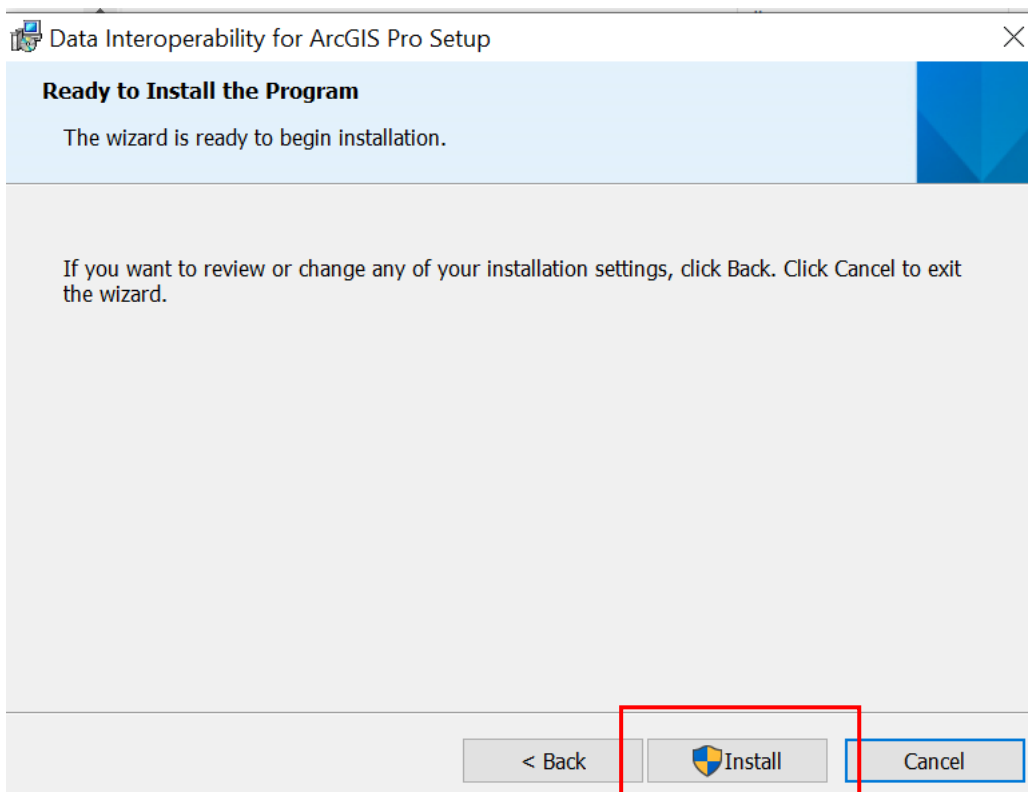 Data Interoperability for ArcGIS Pro Setup
Ready to Install the Program
The wizard is ready to begin installation.
If you want to review or change any of your installation settings, click Back. Click Cancel to exit
the wizard.
< Back
Install
Cancel